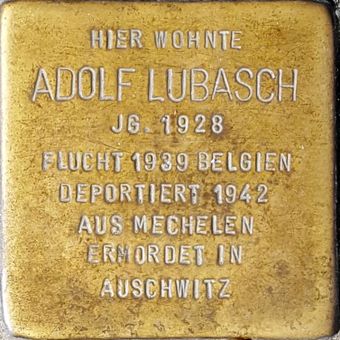 HIER WOHNTE
ADOLF LUBASCH
JG. 1928
FLUCHT 1939 BELGIEN
DEPORTIERT 1942
AUS MECHELEN
ERMORDET IN
AUSCHWITZ